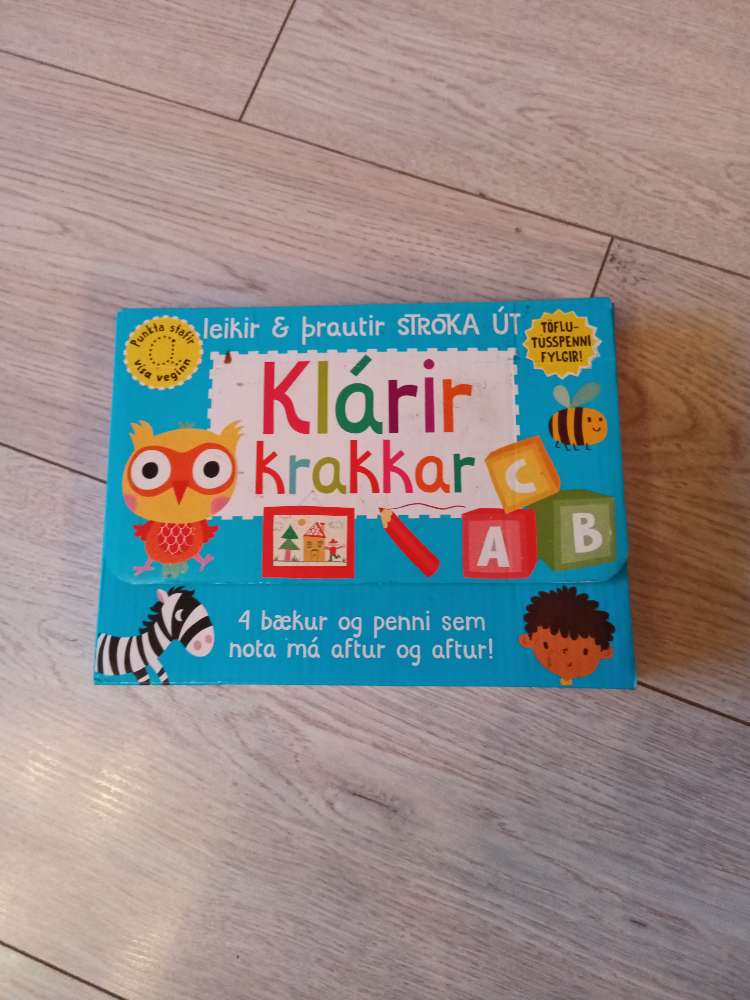 Punkta stafir
vísa veginn
leikir & þrautir STROKA ÚT
TÖFLU-
TÚSSPENNI
FYLGIR!
Klárir
krakkar
C
A B
4 bækur og penni sem
nota má aftur og aftur!